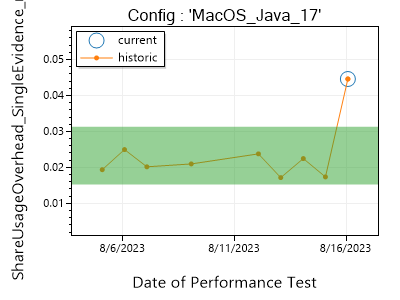 Config : 'MacOS_Java_17'
current
historic
0.05
0.04
0.03
0.02
0.01
8/6/2023
8/11/2023
8/16/2023
Date of Performance Test
ShareUsageOverhead_SingleEvidence_